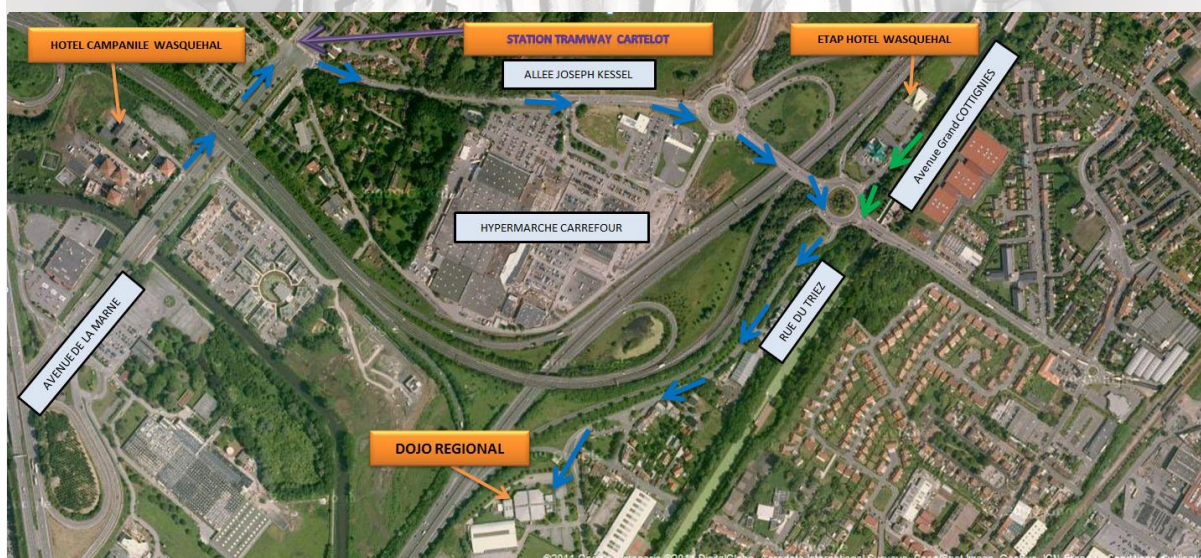 HOTEL CAMPANILE WASQUEHAL
STATION TRAMWAY CARTELOT
ETAP HOTEL WASQUEHAL
ALLEE JOSEPH KESSEL
Avenue Grand COTTIGNIES
HYPERMARCHE CARREFOUR
AVENUE DE LA MARNE
RUE DU TRIEZ
DOJO REGIONAL